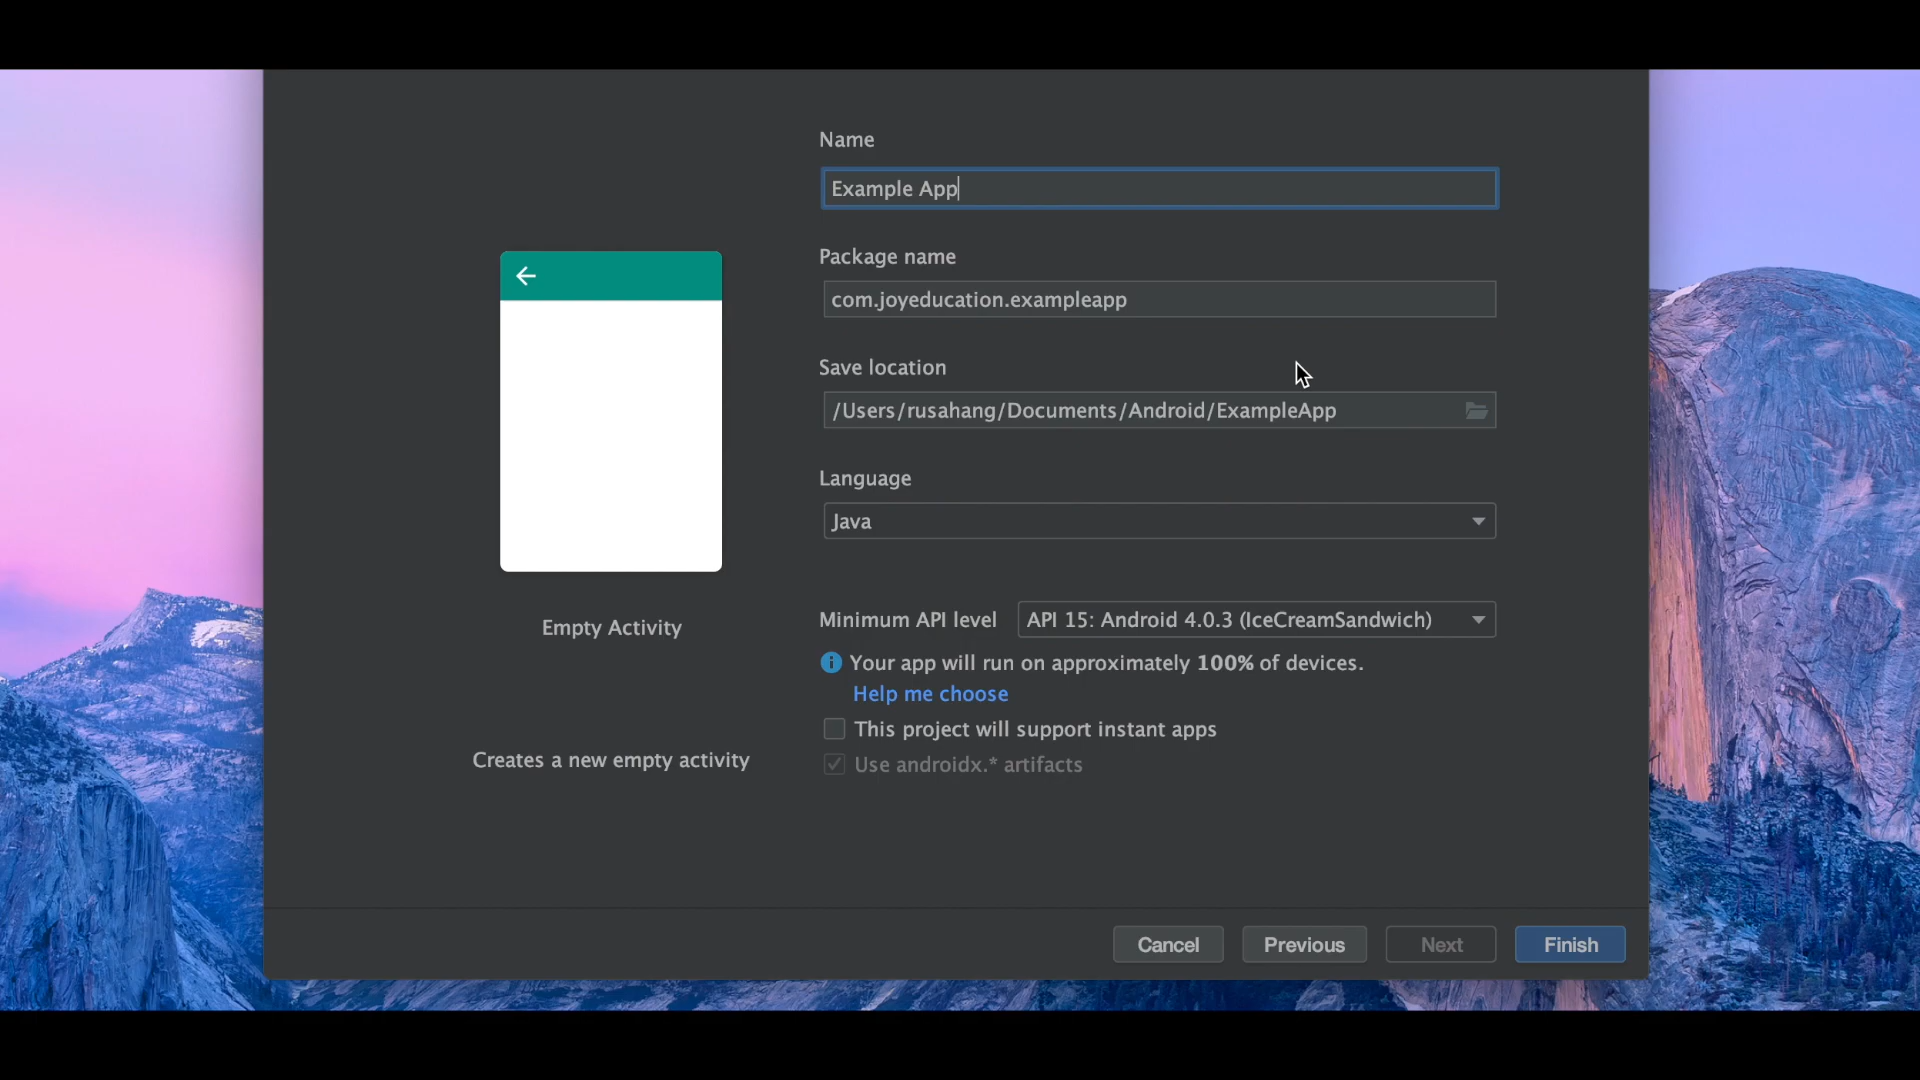 Name
Example App
Package name
com.joyeducation.exampleapp
Save location
/Users/rusahang/Documents/Android/ExampleApp
Language
Java
Empty Activity
Minimum API level API 15: Android 4.0.3 (IceCreamSandwich)
Your app will run on approximately 100% of devices.
Help me choose
This project will support instant apps
Creates a new empty activity
Use androidx.* artifacts
Cancel Previous Next Finish